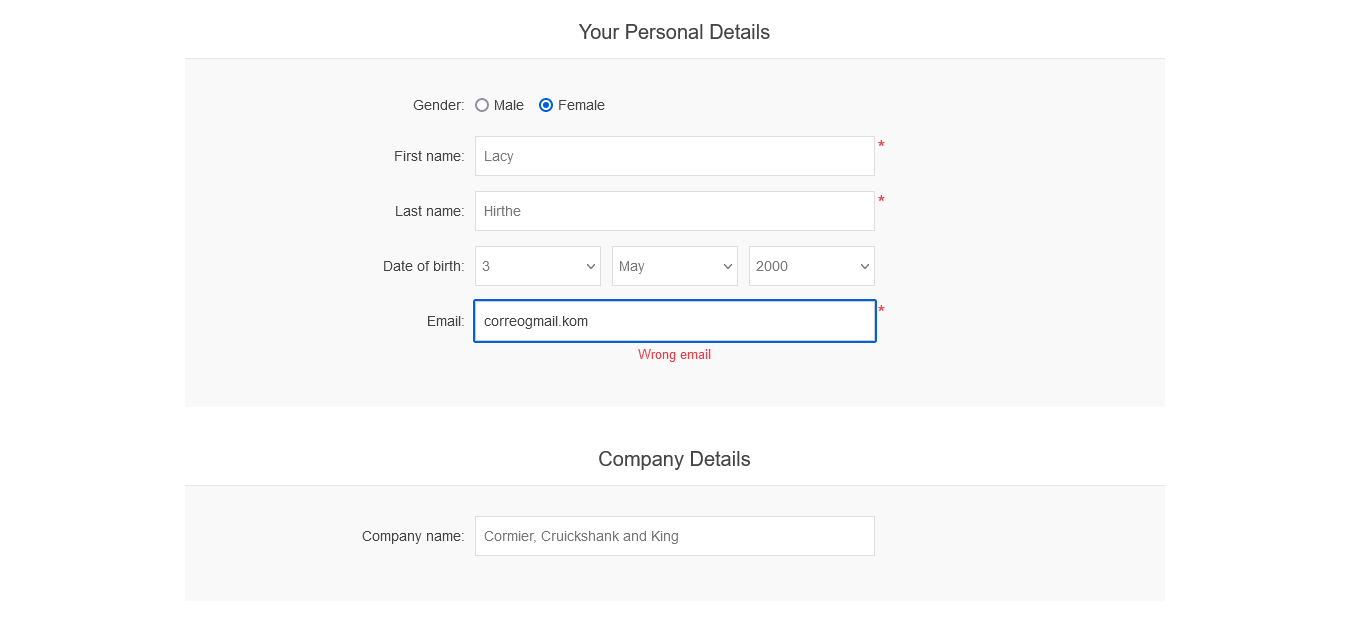 Your Personal Details
Gender: Male Female
First name: Lacy *
Last name: Hirthe *
Date of birth: 3 May 2000
Email: correogmail.kom *
Wrong email
Company Details
Company name: Cormier, Cruickshank and King